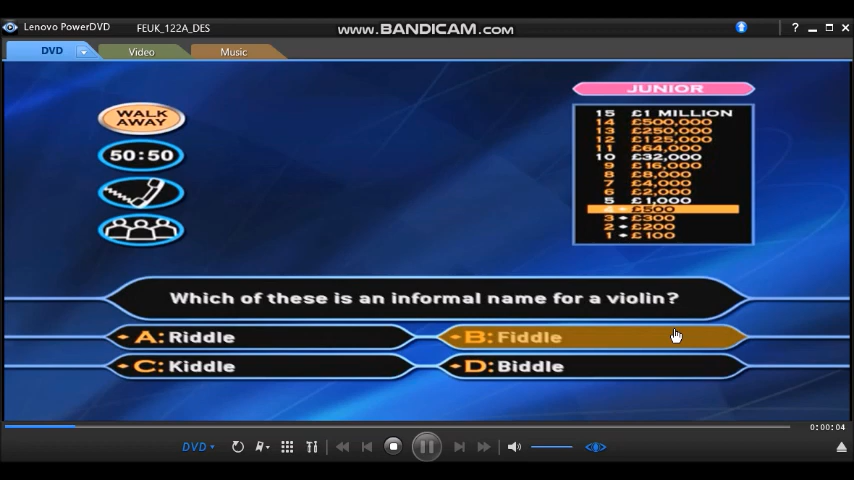 Lenovo PowerDVD
FEUK_122A_DES
www.BANDICAM.com
?
DVD
Video
Music
WALK AWAY
50:50
JUNIOR
15 £1 MILLION
14 £500,000
13 £250,000
12 £125,000
11 £64,000
10 £32,000
9 £16,000
8 £8,000
7 £4,000
6 £2,000
5 £1,000
4 £500
3 £300
2 £200
1 £100
Which of these is an informal name for a violin?
A: Riddle
B: Fiddle
C: Kiddle
D: Biddle
0:00:04
DVD